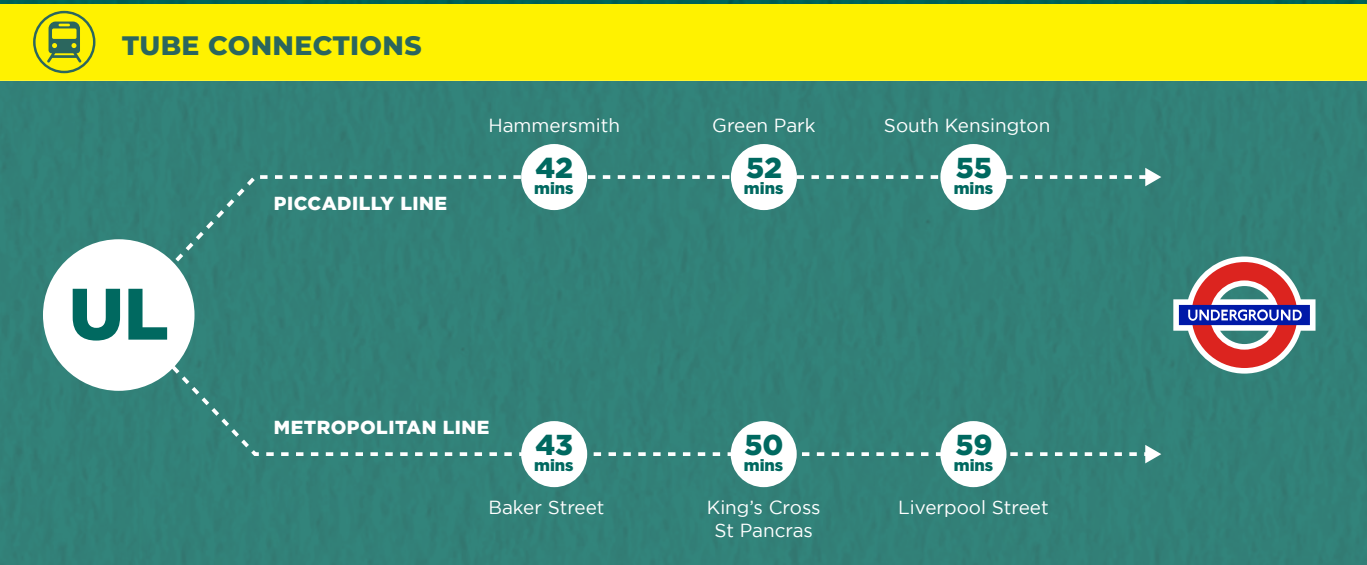 TUBE CONNECTIONS
Hammersmith
42
mins
Green Park
52
mins
South Kensington
55
mins
PICCADILLY LINE
UL
UNDERGROUND
METROPOLITAN LINE
43
mins
Baker Street
50
mins
King's Cross
St Pancras
59
mins
Liverpool Street